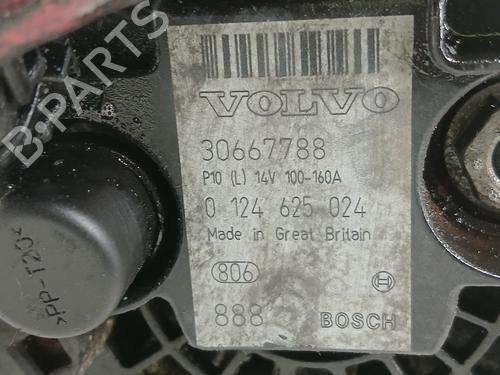 VOLVO
30667788
P10 (L) 14V 100-160A
0 124 625 024
Made in Great Britain
806
888
BOSCH
>PP-T20<
B-PARTS